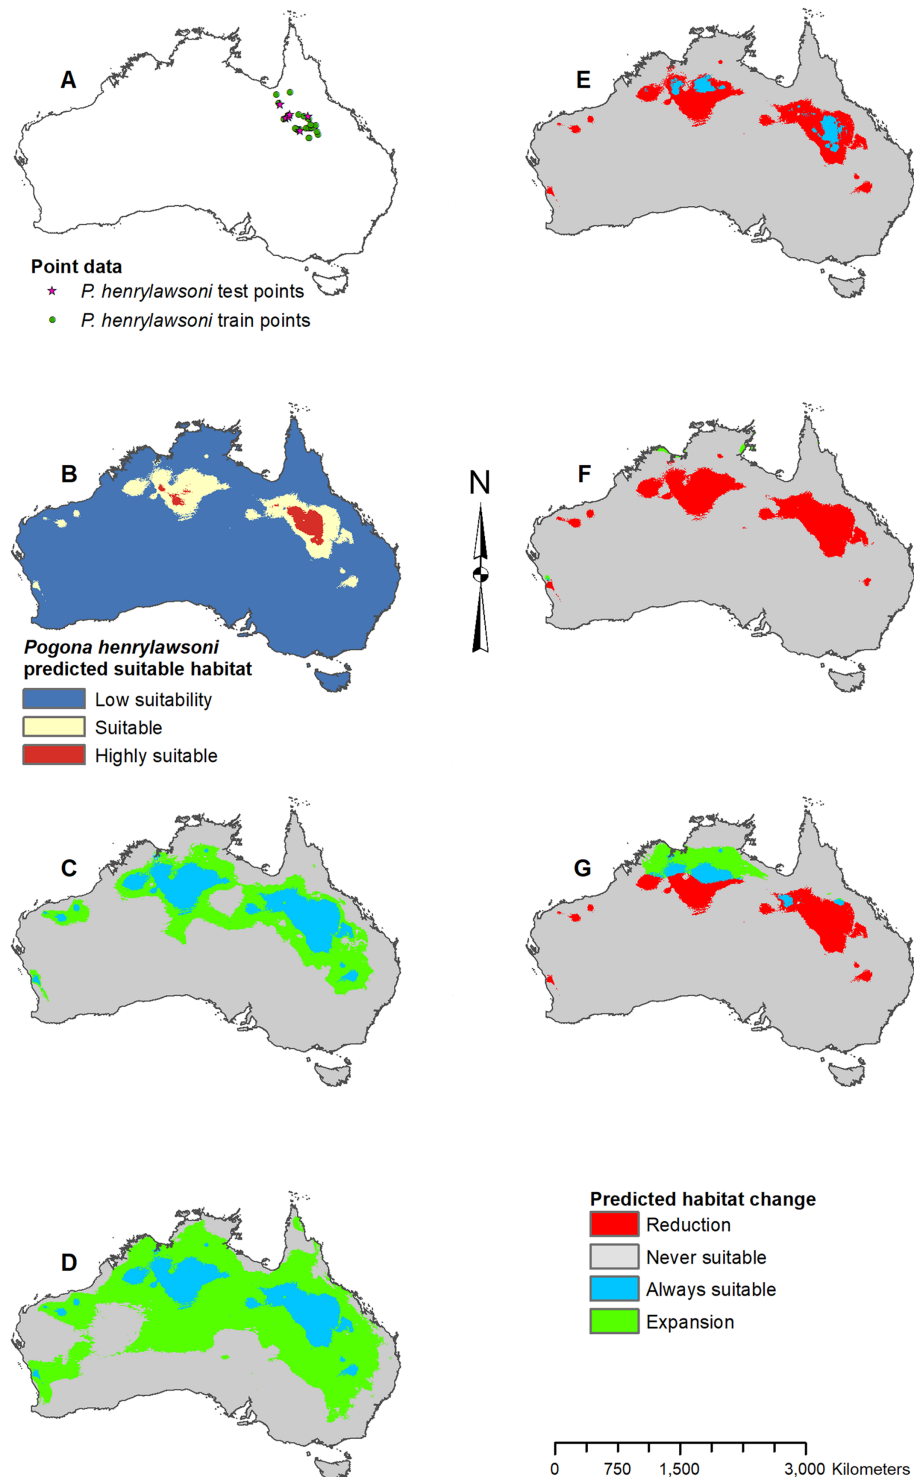 A
Point data
P. henrylawsoni test points
P. henrylawsoni train points
B
Pogona henrylawsoni
predicted suitable habitat
Low suitability
Suitable
Highly suitable
C
D
E
N
F
G
Predicted habitat change
Reduction
Never suitable
Always suitable
Expansion
0 750 1,500 3,000 Kilometers